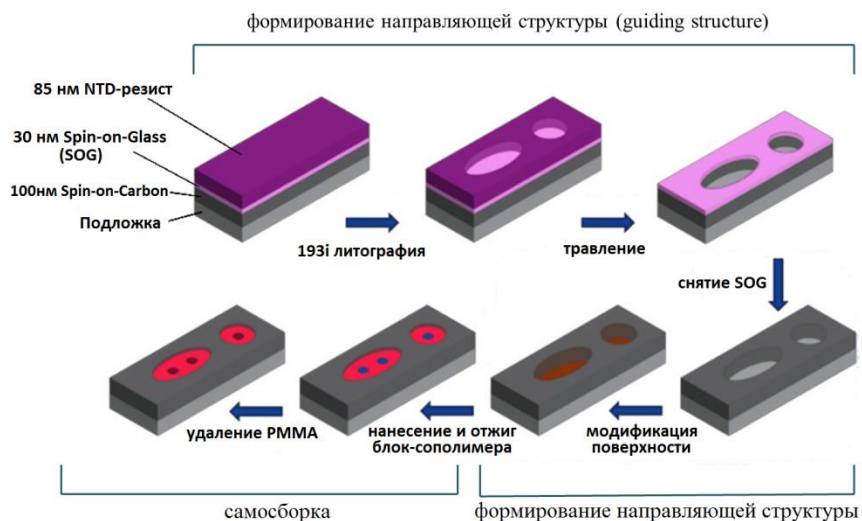 формирование направляющей структуры (guiding structure)
85 нм NTD-резист
30 нм Spin-on-Glass
(SOG)
100нм Spin-on-Carbon
Подложка
193i литография
травление
снятие SOG
удаление PMMA
нанесение и отжиг
блок-сополимера
модификация
поверхности
самосборка
формирование направляющей структуры